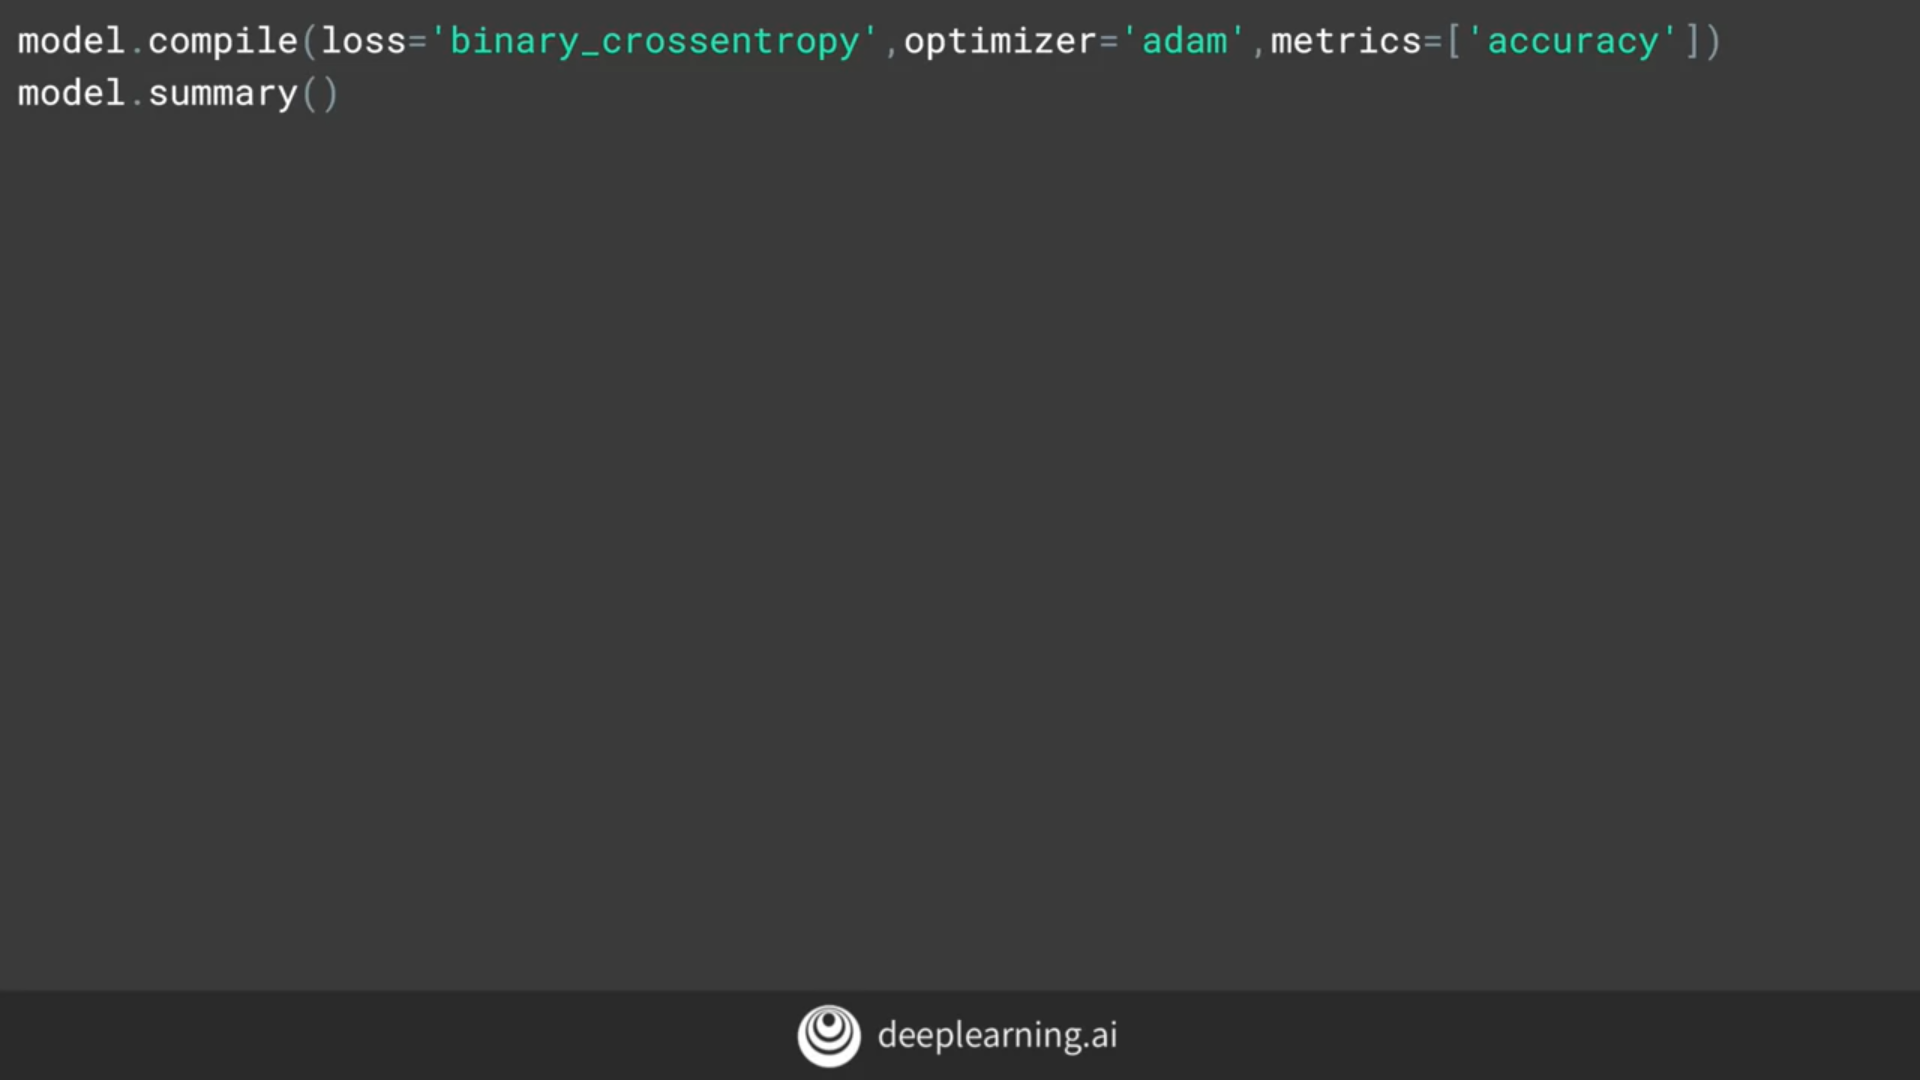 model.compile(loss='binary_crossentropy',optimizer='adam',metrics=['accuracy'])
model.summary()
deeplearning.ai